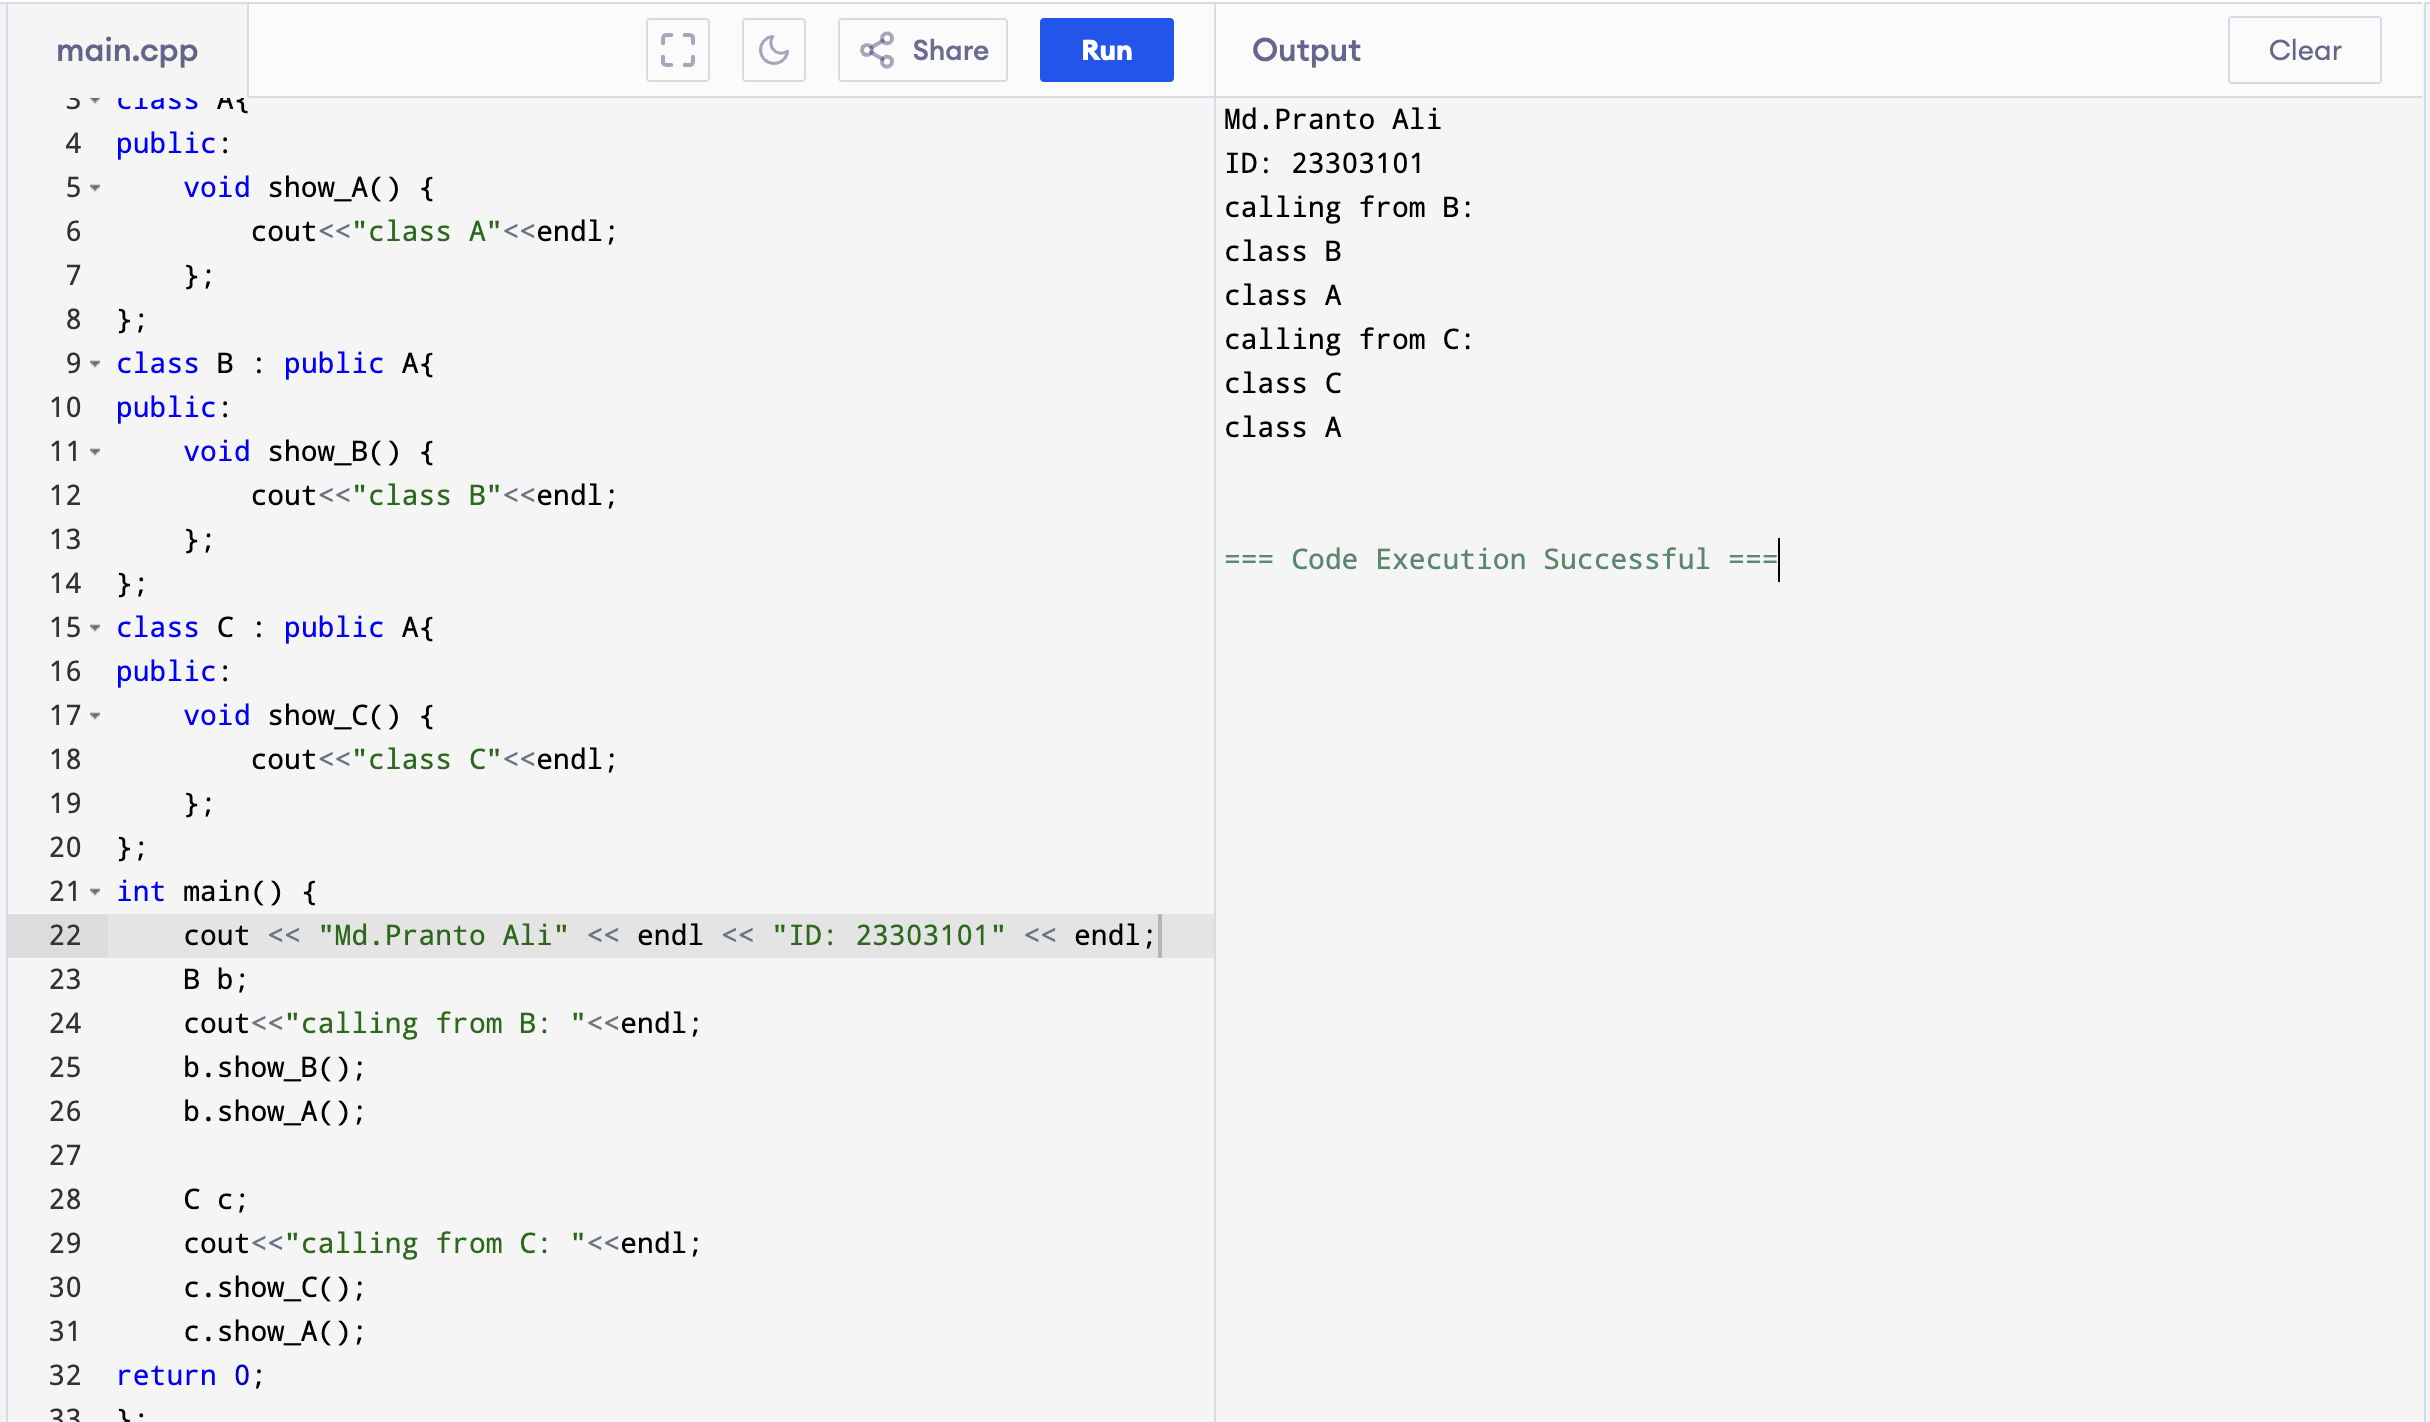 main.cpp
Share
Run
Output
Clear
3 class A{
4 public:
5     void show_A() {
6         cout<<"class A"<<endl;
7     };
8 };
9 class B : public A{
10 public:
11     void show_B() {
12         cout<<"class B"<<endl;
13     };
14 };
15 class C : public A{
16 public:
17     void show_C() {
18         cout<<"class C"<<endl;
19     };
20 };
21 int main() {
22     cout << "Md.Pranto Ali" << endl << "ID: 23303101" << endl;
23     B b;
24     cout<<"calling from B: "<<endl;
25     b.show_B();
26     b.show_A();
27
28     C c;
29     cout<<"calling from C: "<<endl;
30     c.show_C();
31     c.show_A();
32 return 0;
33 };
Md.Pranto Ali
ID: 23303101
calling from B:
class B
class A
calling from C:
class C
class A
=== Code Execution Successful ===